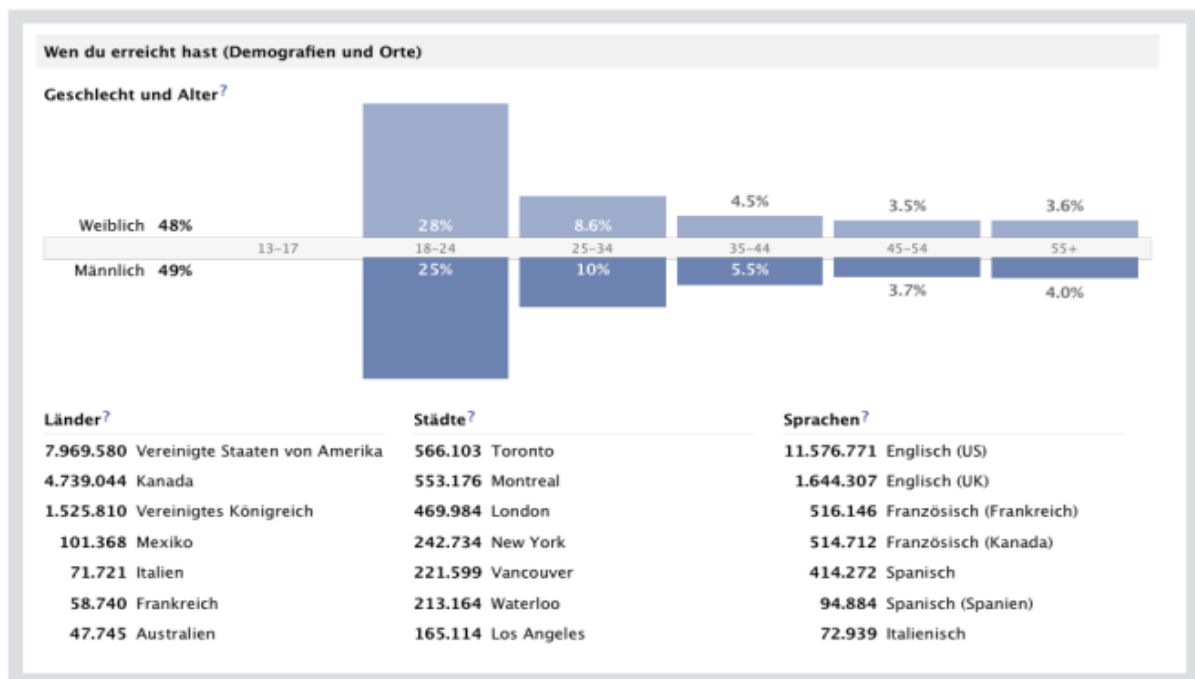 Wen du erreicht hast (Demografien und Orte)
Geschlecht und Alter?
4.5% 3.5% 3.6%
Weiblich 48% 28% 8.6%
13-17 18-24 25-34 35-44 45-54 55+
Männlich 49% 25% 10% 5.5%
3.7% 4.0%
Länder?
7.969.580 Vereinigte Staaten von Amerika
4.739.044 Kanada
1.525.810 Vereinigtes Königreich
101.368 Mexiko
71.721 Italien
58.740 Frankreich
47.745 Australien
Städte?
566.103 Toronto
553.176 Montreal
469.984 London
242.734 New York
221.599 Vancouver
213.164 Waterloo
165.114 Los Angeles
Sprachen?
11.576.771 Englisch (US)
1.644.307 Englisch (UK)
516.146 Französisch (Frankreich)
514.712 Französisch (Kanada)
414.272 Spanisch
94.884 Spanisch (Spanien)
72.939 Italienisch